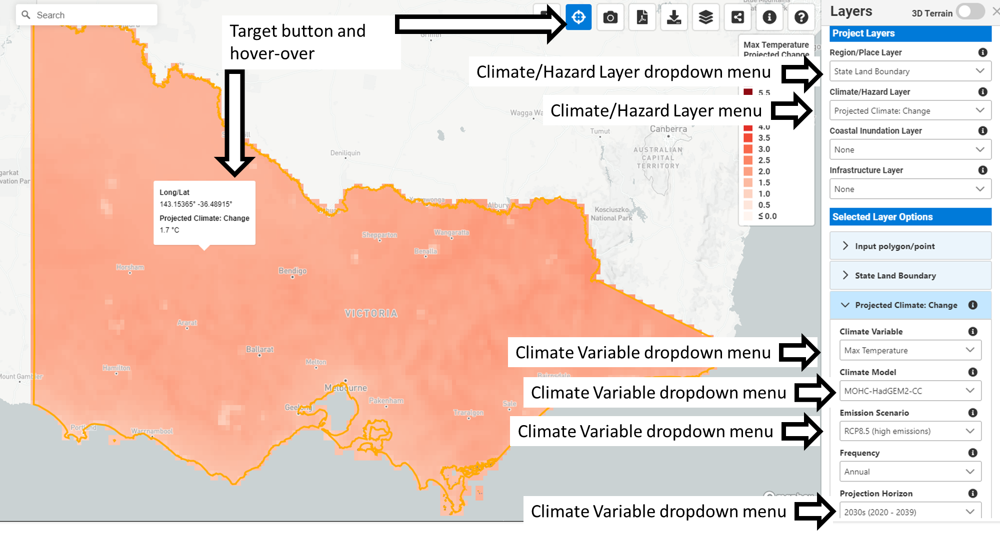 Search
Target button and
hover-over
Layers
3D Terrain
Project Layers
Region/Place Layer
State Land Boundary
Climate/Hazard Layer
Projected Climate: Change
Coastal Inundation Layer
None
Infrastructure Layer
None
Selected Layer Options
Input polygon/point
State Land Boundary
Projected Climate: Change
Climate Variable
Max Temperature
Climate Model
MOHC-HadGEM2-CC
Emission Scenario
RCP8.5 (high emissions)
Frequency
Annual
Projection Horizon
2030s (2020 - 2039)
Max Temperature
Projected Change
5.5
4.0
3.5
3.0
2.5
2.0
1.5
1.0
0.5
≤ 0.0
Climate/Hazard Layer dropdown menu
Climate/Hazard Layer menu
Climate Variable dropdown menu
Climate Variable dropdown menu
Climate Variable dropdown menu
Climate Variable dropdown menu
Long/Lat
143.15365° -36.48915°
Projected Climate: Change
1.7 °C
Griffith
Wagga Wa
Tumut
Canberra
AUSTRALIAN
CAPITAL
TERRITORY
Deniliquin
Albury
Kosciuszko
National Park
Shepparton
Wangaratta
Benalla
Horsham
Bendigo
VICTORIA
Ararat
Ballarat
Melton
Hamilton
Mount Gambier
Melbourne
Bairnsdale
Geelong
Pakenham
Sale
Traralgon
Portland
Warrnambool
mapbox